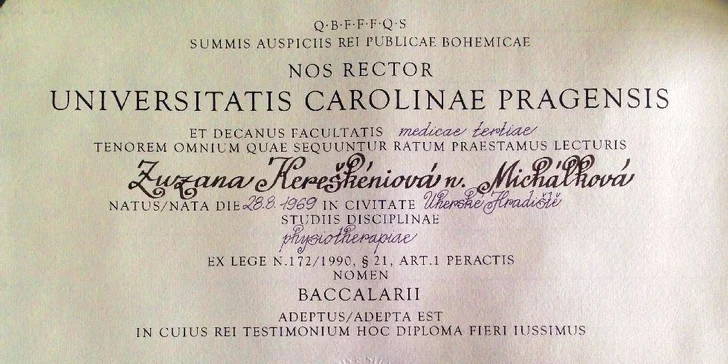 Q·B·F·F·F·Q·S
SUMMIS AUSPICIIS REI PUBLICAE BOHEMICAE
NOS RECTOR
UNIVERSITATIS CAROLINAE PRAGENSIS
ET DECANUS FACULTATIS medicae tertiae
TENOREM OMNIUM QUAE SEQUUNTUR RATUM PRAESTAMUS LECTURIS
Zuzana Kereškéniová n. Michálková
NATUS/NATA DIE 28.8.1969 IN CIVITATE Uherské Hradiště
STUDIIS DISCIPLINAE
physiotherapiae
EX LEGE N.172/1990, § 21, ART.1 PERACTIS
NOMEN
BACCALARII
ADEPTUS/ADEPTA EST
IN CUIUS REI TESTIMONIUM HOC DIPLOMA FIERI IUSSIMUS